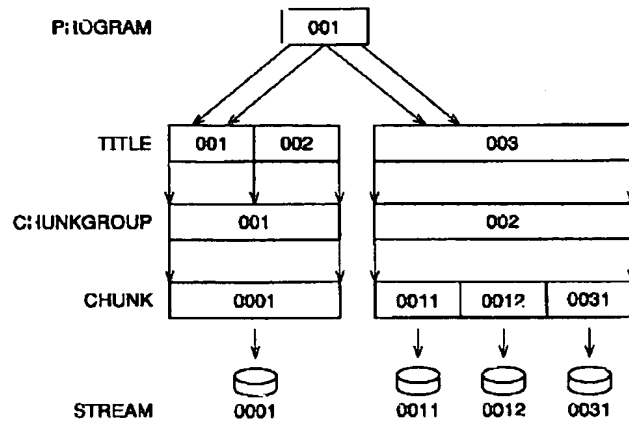 PROGRAM 001
TITLE 001 002 003
CHUNKGROUP 001 002
CHUNK 0001 0011 0012 0031
STREAM 0001 0011 0012 0031